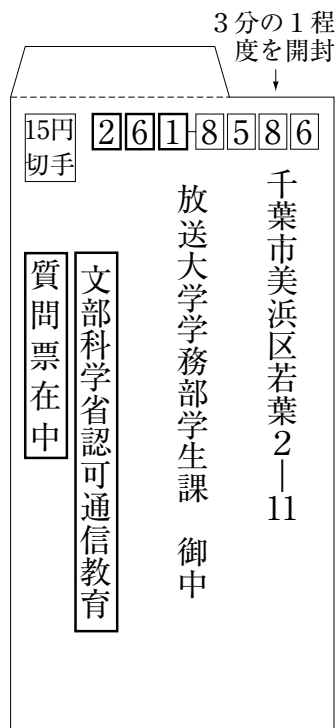 3分の1程
度を開封
15円
切手
261-8586
千葉市美浜区若葉2―11
放送大学学務部学生課　御中
文部科学省認可通信教育
質問票在中